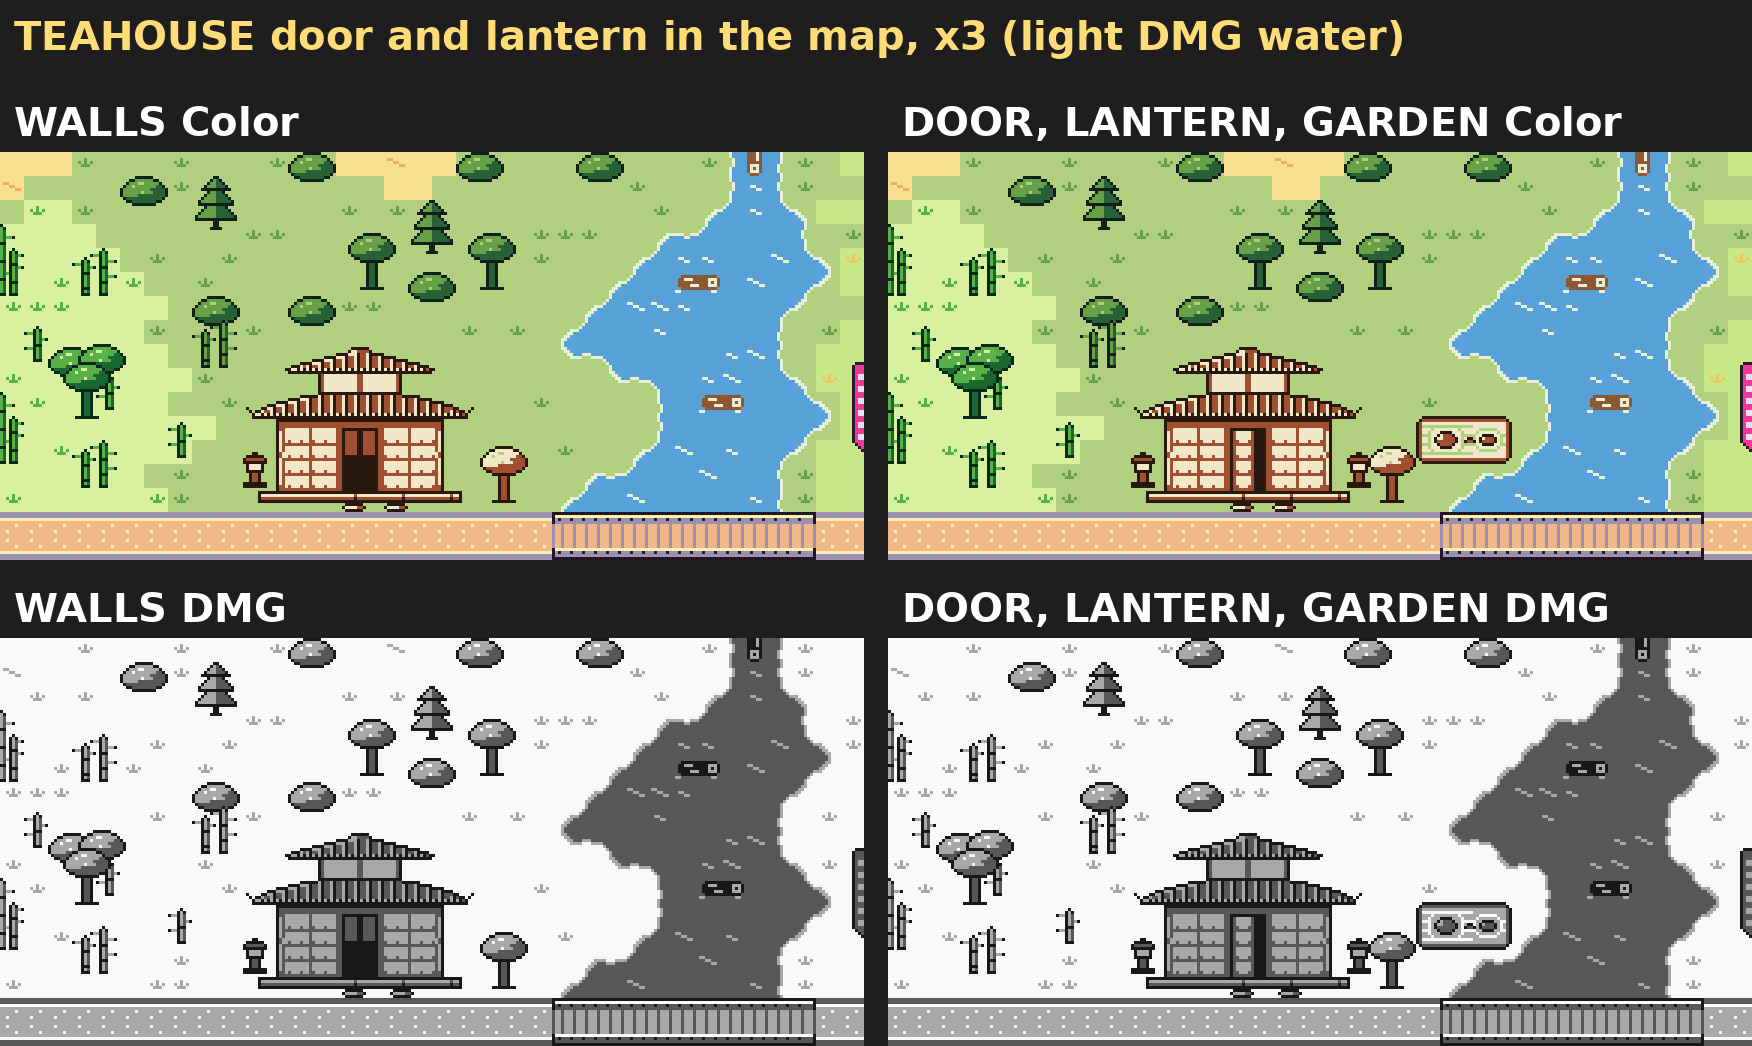 TEAHOUSE door and lantern in the map, x3 (light DMG water)
WALLS Color
DOOR, LANTERN, GARDEN Color
WALLS DMG
DOOR, LANTERN, GARDEN DMG